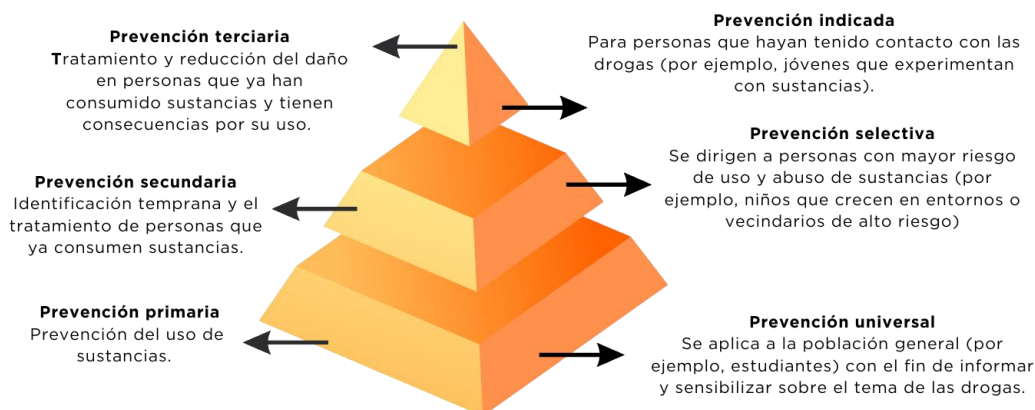 Prevención terciaria
Tratamiento y reducción del daño
en personas que ya han
consumido sustancias y tienen
consecuencias por su uso.
Prevención secundaria
Identificación temprana y el
tratamiento de personas que
ya consumen sustancias.
Prevención primaria
Prevención del uso de
sustancias.
Prevención indicada
Para personas que hayan tenido contacto con las
drogas (por ejemplo, jóvenes que experimentan
con sustancias).
Prevención selectiva
Se dirigen a personas con mayor riesgo
de uso y abuso de sustancias (por
ejemplo, niños que crecen en entornos o
vecindarios de alto riesgo)
Prevención universal
Se aplica a la población general (por
ejemplo, estudiantes) con el fin de informar
y sensibilizar sobre el tema de las drogas.